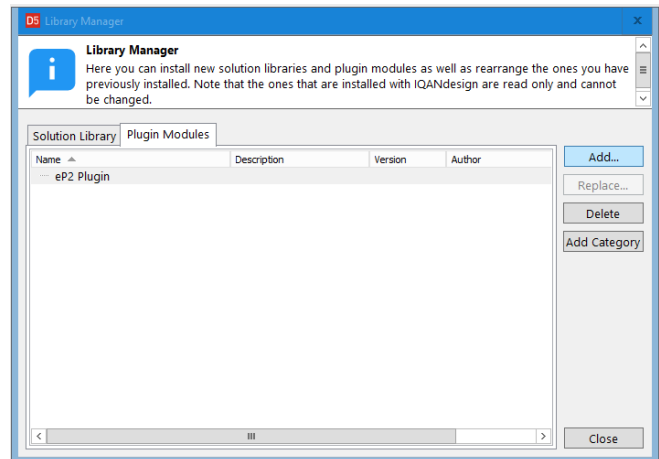 D5 Library Manager x
Library Manager
Here you can install new solution libraries and plugin modules as well as rearrange the ones you have
previously installed. Note that the ones that are installed with IQANdesign are read only and cannot
be changed.
Solution Library Plugin Modules
Name Description Version Author
eP2 Plugin
Add...
Replace...
Delete
Add Category
Close